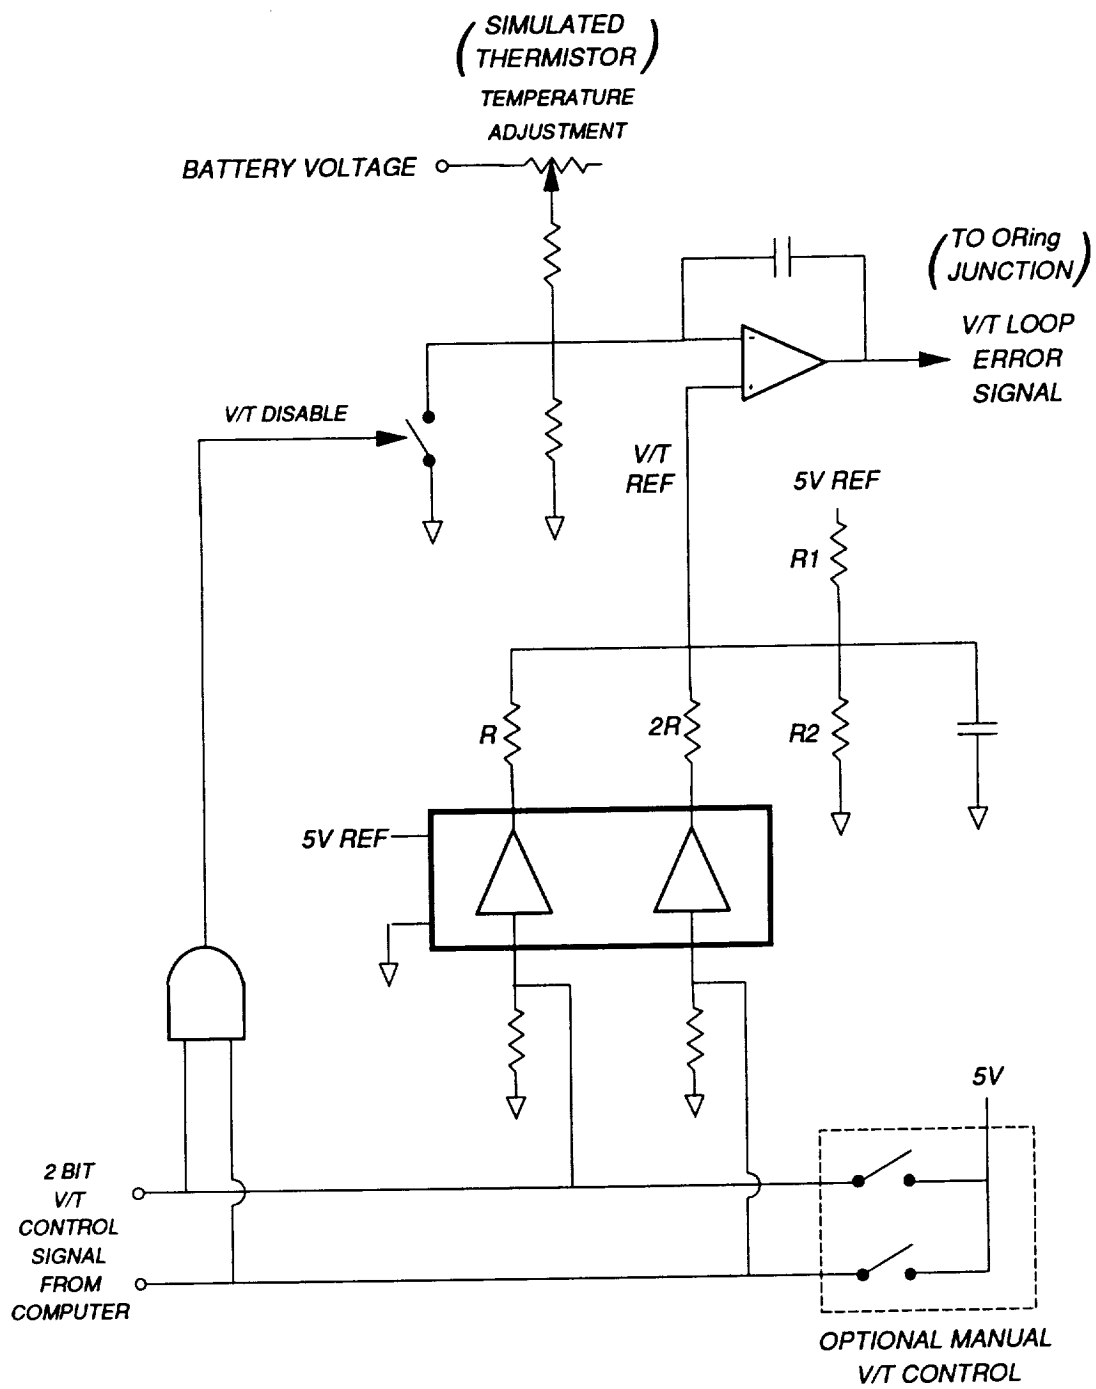 (SIMULATED
THERMISTOR)
TEMPERATURE
ADJUSTMENT
BATTERY VOLTAGE
(TO ORing
JUNCTION)
V/T LOOP
ERROR
SIGNAL
-
+
V/T DISABLE
V/T
REF
5V REF
R1
R
2R
R2
5V REF
5V
2 BIT
V/T
CONTROL
SIGNAL
FROM
COMPUTER
OPTIONAL MANUAL
V/T CONTROL